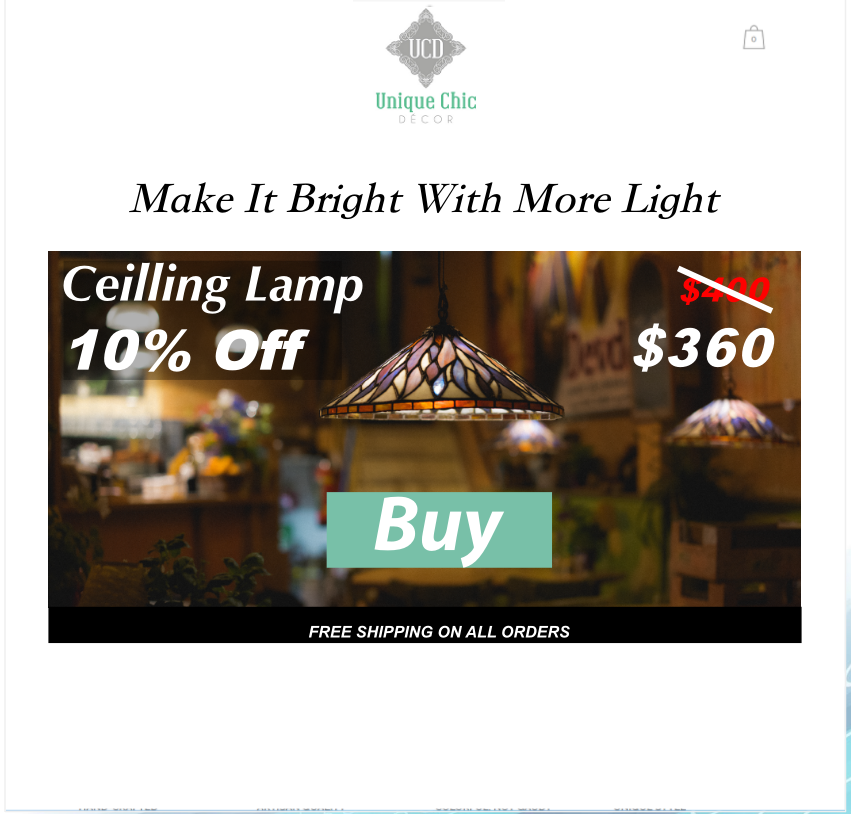 UCD
0
Unique Chic
DÉCOR
Make It Bright With More Light
Ceilling Lamp
$400
10% Off
$360
Buy
FREE SHIPPING ON ALL ORDERS